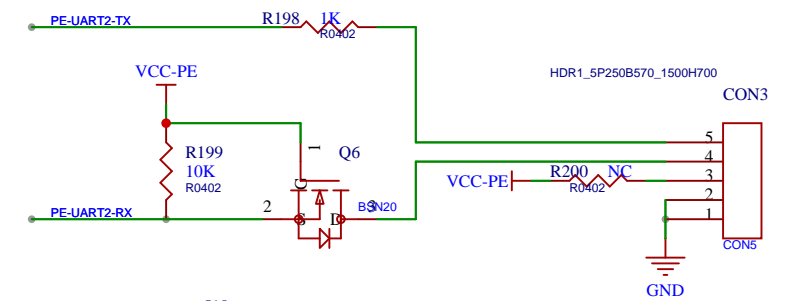 PE-UART2-TX
R198
1K
R0402
HDR1_5P250B570_1500H700
VCC-PE
CON3
R199
10K
R0402
1
Q6
G
BSN20
2
S
D
3
PE-UART2-RX
VCC-PE
R200
NC
R0402
5
4
3
2
1
CON5
GND